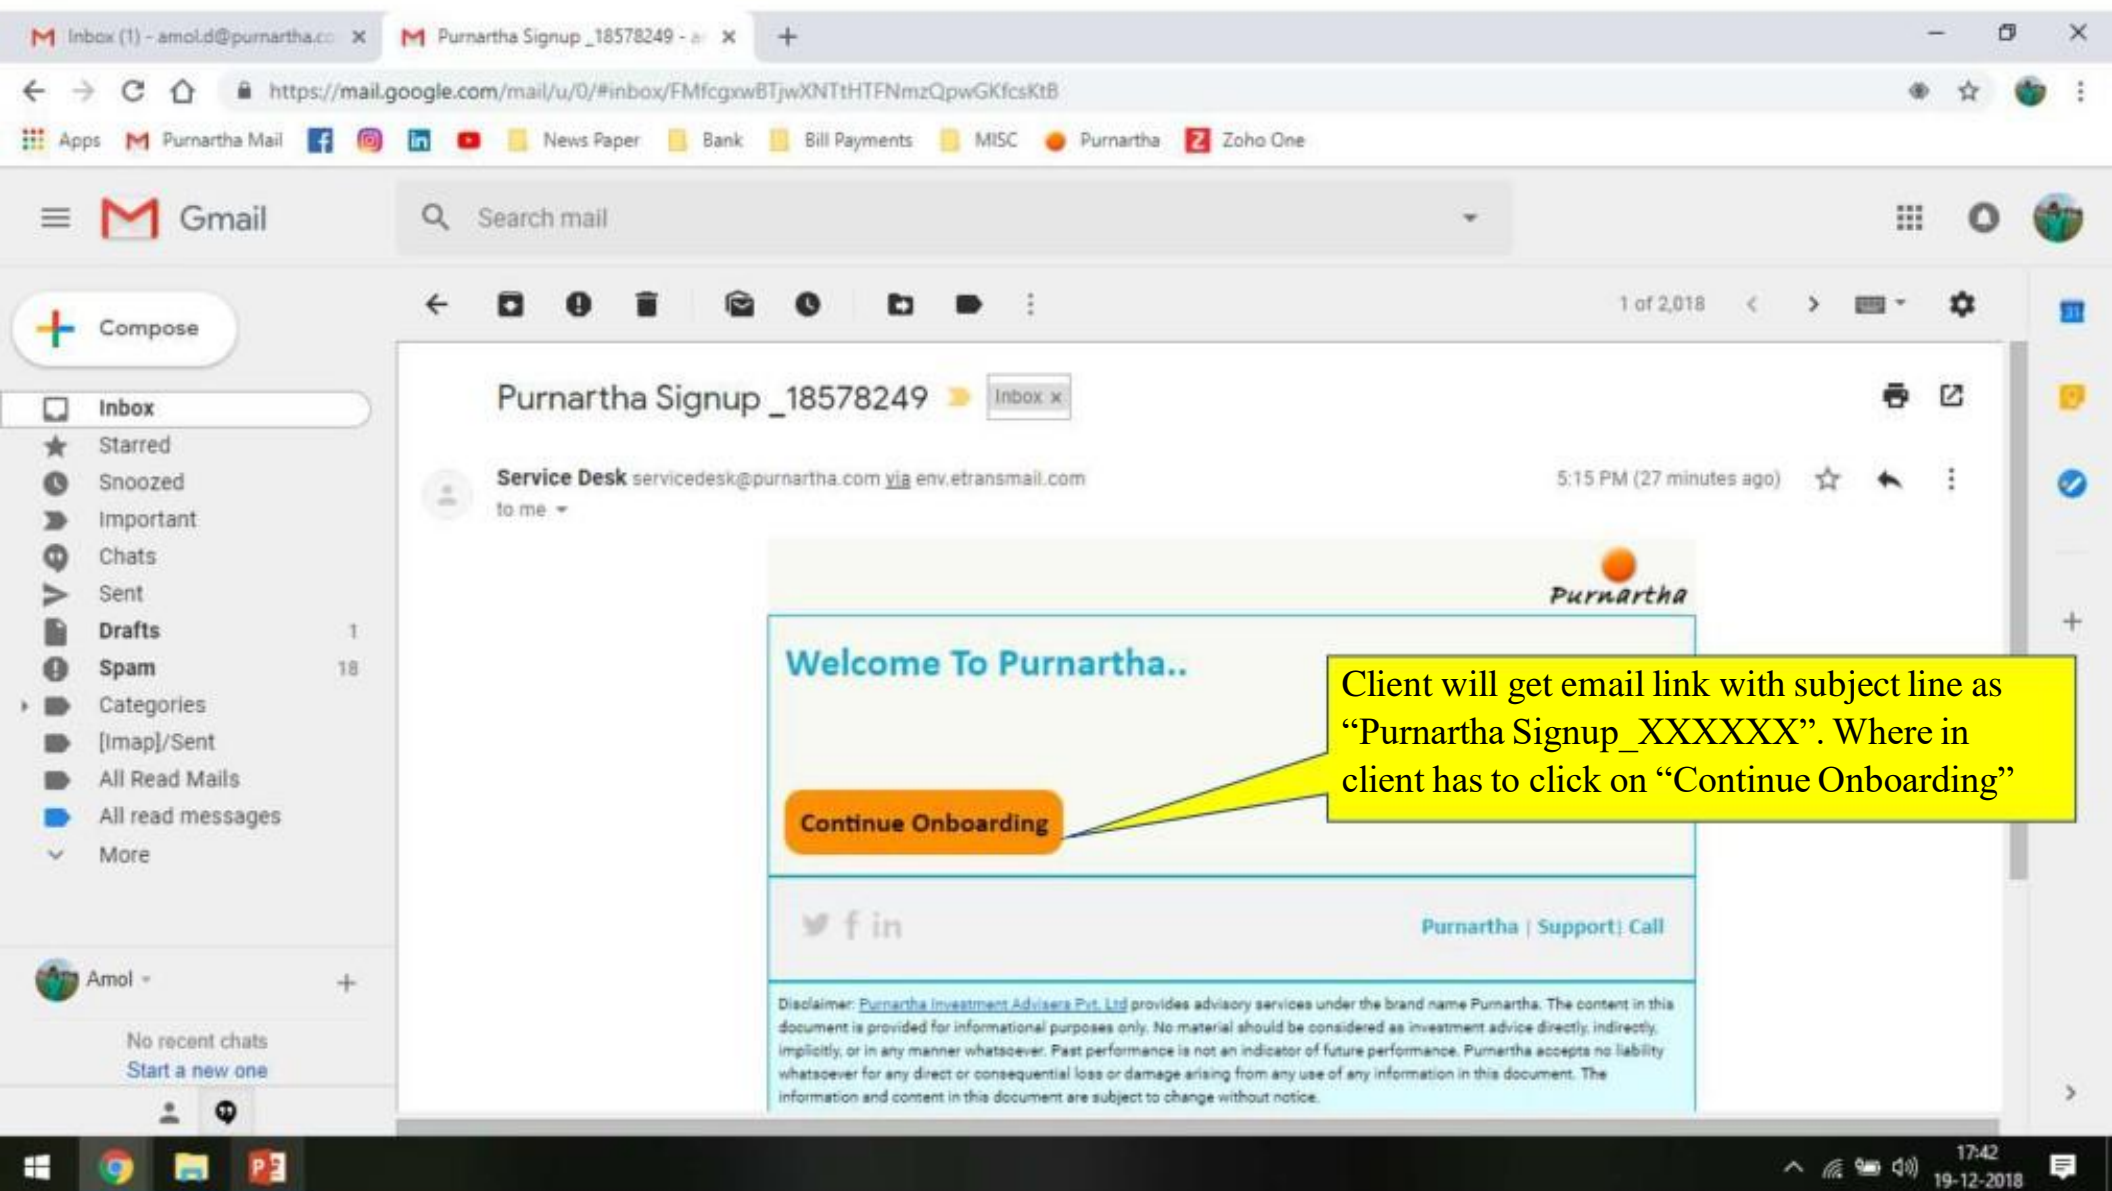 Inbox (1) - amol.d@purnartha.co
Purnartha Signup _18578249 - a
https://mail.google.com/mail/u/0/#inbox/FMfcgxwBTjwXNTtHTFNmzQpwGKfcsKtB
Apps Purnartha Mail News Paper Bank Bill Payments MISC Purnartha Zoho One
Gmail
Search mail
Compose
1 of 2,018
Inbox
Starred
Snoozed
Important
Chats
Sent
Drafts 1
Spam 18
Categories
[Imap]/Sent
All Read Mails
All read messages
More
Amol
No recent chats
Start a new one
Purnartha Signup _18578249 Inbox x
Service Desk servicedesk@purnartha.com via env.etransmail.com 5:15 PM (27 minutes ago)
to me
Purnartha
Welcome To Purnartha..
Client will get email link with subject line as
“Purnartha Signup_XXXXXX”. Where in
client has to click on “Continue Onboarding”
Continue Onboarding
Purnartha | Support| Call
Disclaimer: Purnartha Investment Advisers Pvt. Ltd provides advisory services under the brand name Purnartha. The content in this
document is provided for informational purposes only. No material should be considered as investment advice directly, indirectly,
implicitly, or in any manner whatsoever. Past performance is not an indicator of future performance. Purnartha accepts no liability
whatsoever for any direct or consequential loss or damage arising from any use of any information in this document. The
information and content in this document are subject to change without notice.
17:42
19-12-2018